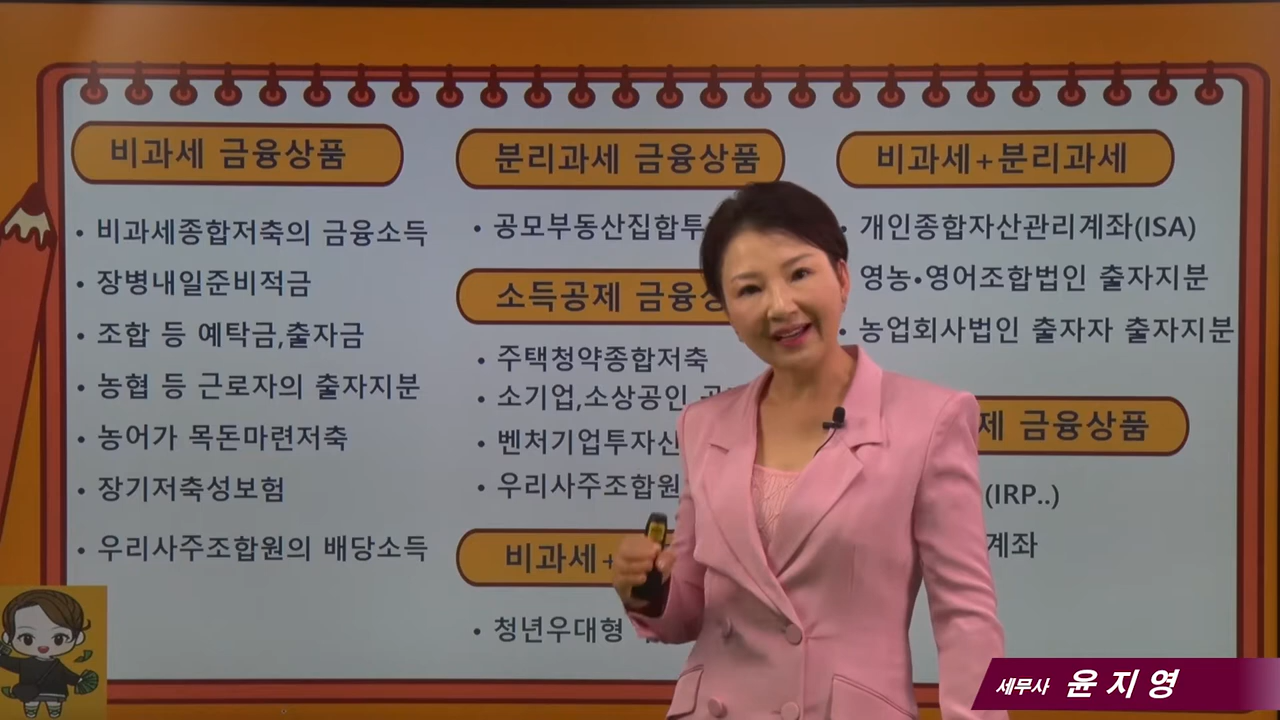 비과세 금융상품
• 비과세종합저축의 금융소득
• 장병내일준비적금
• 조합 등 예탁금,출자금
• 농협 등 근로자의 출자지분
• 농어가 목돈마련저축
• 장기저축성보험
• 우리사주조합원의 배당소득
분리과세 금융상품
• 공모부동산집합투
소득공제 금융상
• 주택청약종합저축
• 소기업,소상공인
• 벤처기업투자신
• 우리사주조합원
비과세+
• 청년우대형
비과세+분리과세
• 개인종합자산관리계좌(ISA)
영농•영어조합법인 출자지분
• 농업회사법인 출자자 출자지분
제 금융상품
(IRP..)
계좌
세무사 윤지영